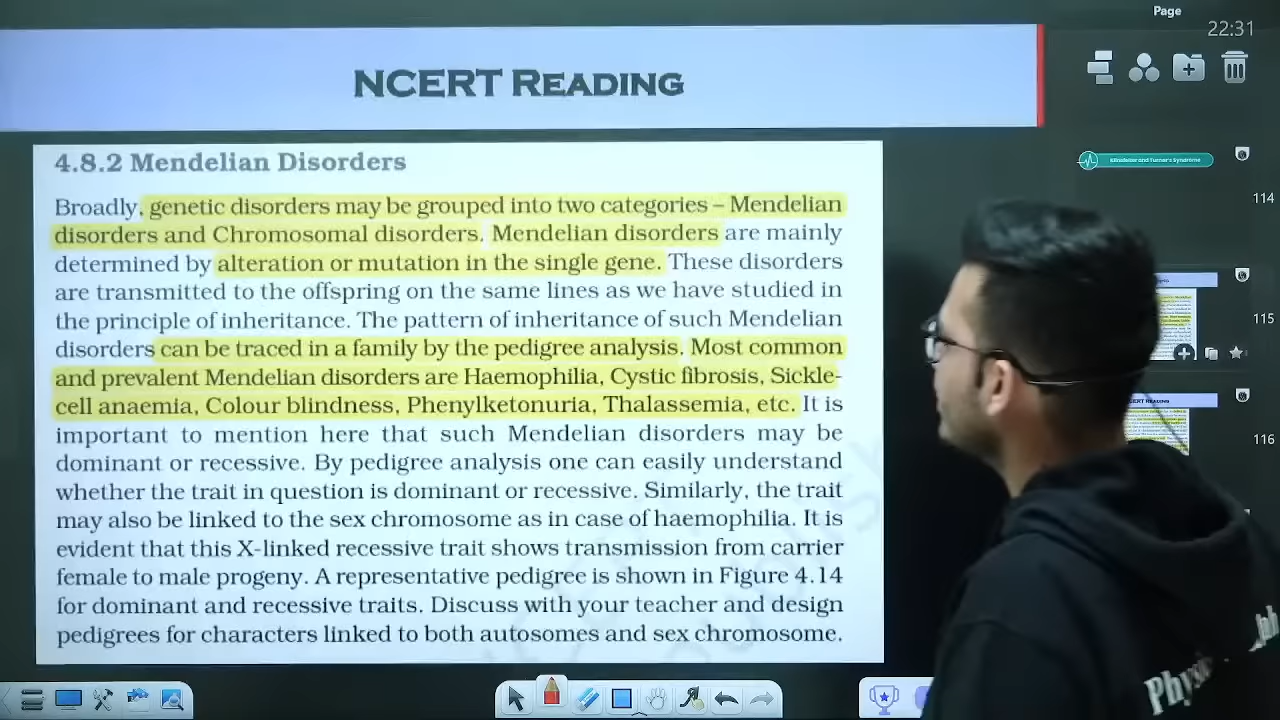 Page
22:31
NCERT READING
4.8.2 Mendelian Disorders
Broadly, genetic disorders may be grouped into two categories – Mendelian
disorders and Chromosomal disorders. Mendelian disorders are mainly
determined by alteration or mutation in the single gene. These disorders
are transmitted to the offspring on the same lines as we have studied in
the principle of inheritance. The pattern of inheritance of such Mendelian
disorders can be traced in a family by the pedigree analysis. Most common
and prevalent Mendelian disorders are Haemophilia, Cystic fibrosis, Sickle-
cell anaemia, Colour blindness, Phenylketonuria, Thalassemia, etc. It is
important to mention here that such Mendelian disorders may be
dominant or recessive. By pedigree analysis one can easily understand
whether the trait in question is dominant or recessive. Similarly, the trait
may also be linked to the sex chromosome as in case of haemophilia. It is
evident that this X-linked recessive trait shows transmission from carrier
female to male progeny. A representative pedigree is shown in Figure 4.14
for dominant and recessive traits. Discuss with your teacher and design
pedigrees for characters linked to both autosomes and sex chromosome.
Klinefelter and Turner's Syndrome
114
115
116